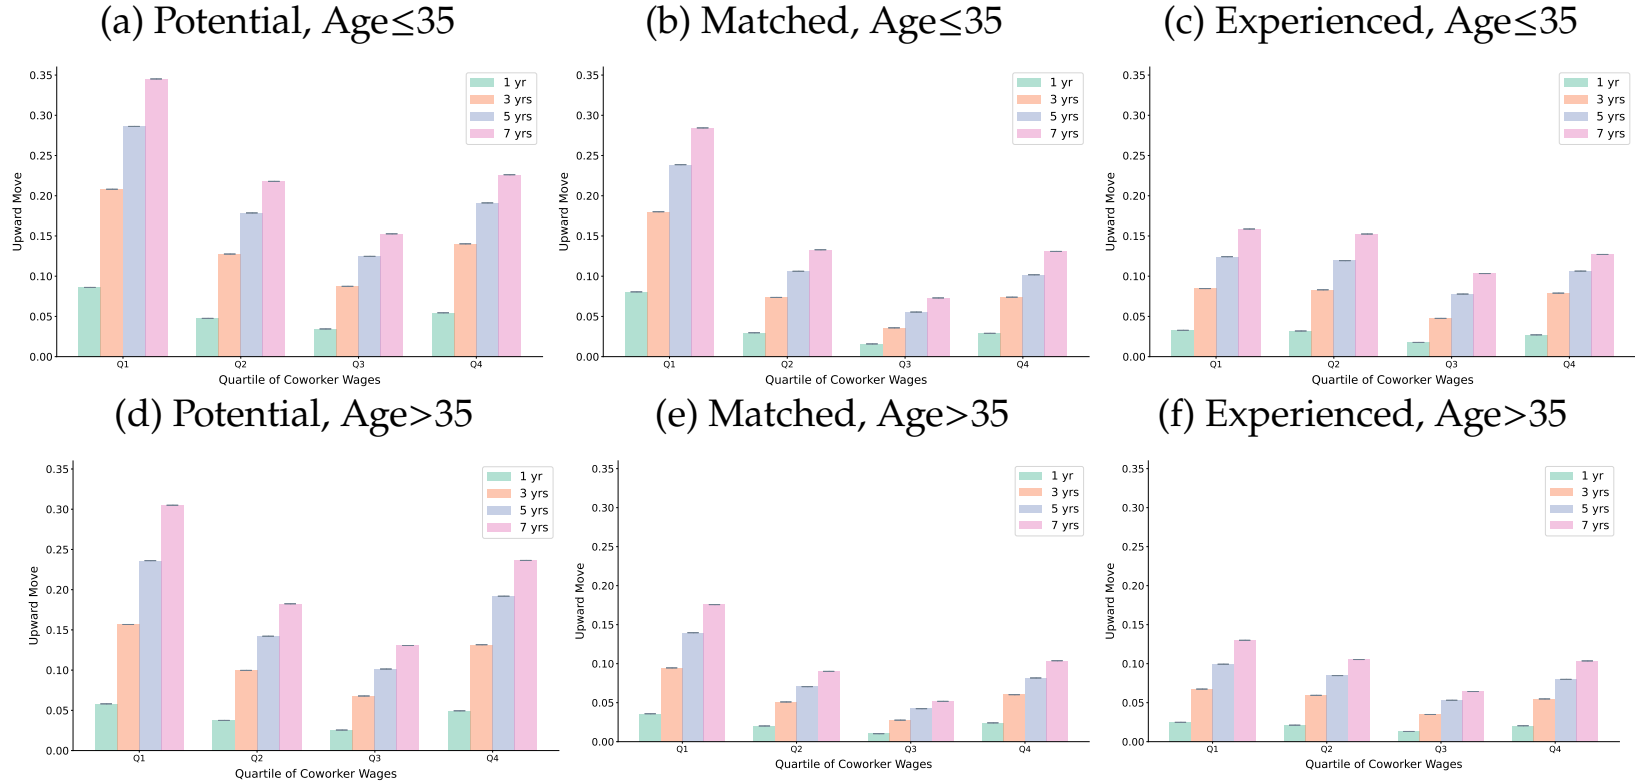 (a) Potential, Age≤35
(b) Matched, Age≤35
(c) Experienced, Age≤35
Upward Move
0.35
0.30
0.25
0.20
0.15
0.10
0.05
0.00
1 yr
3 yrs
5 yrs
7 yrs
Q1 Q2 Q3 Q4
Quartile of Coworker Wages
Upward Move
0.35
0.30
0.25
0.20
0.15
0.10
0.05
0.00
1 yr
3 yrs
5 yrs
7 yrs
Q1 Q2 Q3 Q4
Quartile of Coworker Wages
Upward Move
0.35
0.30
0.25
0.20
0.15
0.10
0.05
0.00
1 yr
3 yrs
5 yrs
7 yrs
Q1 Q2 Q3 Q4
Quartile of Coworker Wages
(d) Potential, Age>35
(e) Matched, Age>35
(f) Experienced, Age>35
Upward Move
0.35
0.30
0.25
0.20
0.15
0.10
0.05
0.00
1 yr
3 yrs
5 yrs
7 yrs
Q1 Q2 Q3 Q4
Quartile of Coworker Wages
Upward Move
0.35
0.30
0.25
0.20
0.15
0.10
0.05
0.00
1 yr
3 yrs
5 yrs
7 yrs
Q1 Q2 Q3 Q4
Quartile of Coworker Wages
Upward Move
0.35
0.30
0.25
0.20
0.15
0.10
0.05
0.00
1 yr
3 yrs
5 yrs
7 yrs
Q1 Q2 Q3 Q4
Quartile of Coworker Wages